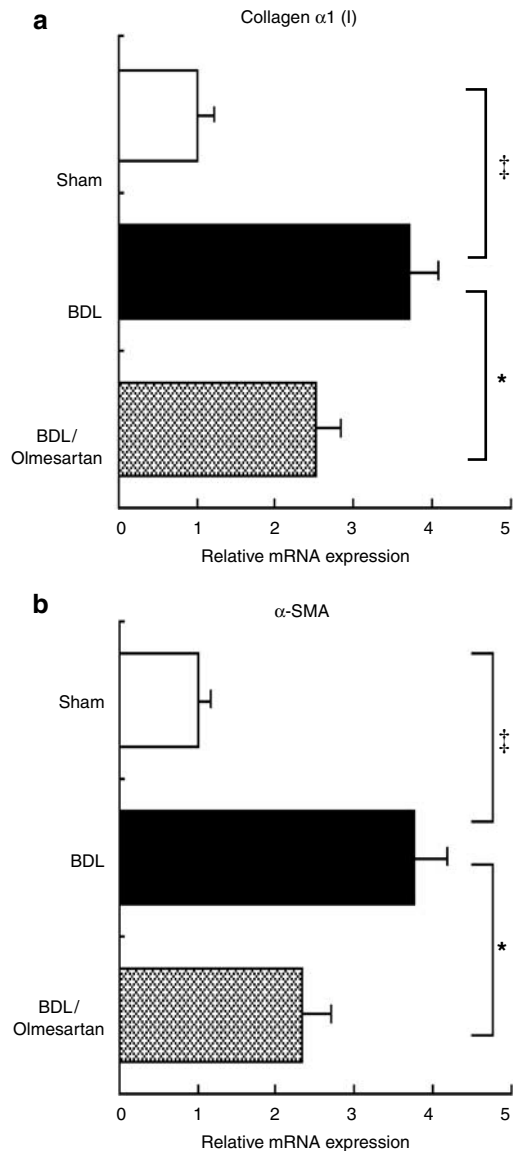 a
Collagen α1 (I)
Sham
‡
BDL
*
BDL/
Olmesartan
0 1 2 3 4 5
Relative mRNA expression
b
α-SMA
Sham
‡
BDL
*
BDL/
Olmesartan
0 1 2 3 4 5
Relative mRNA expression